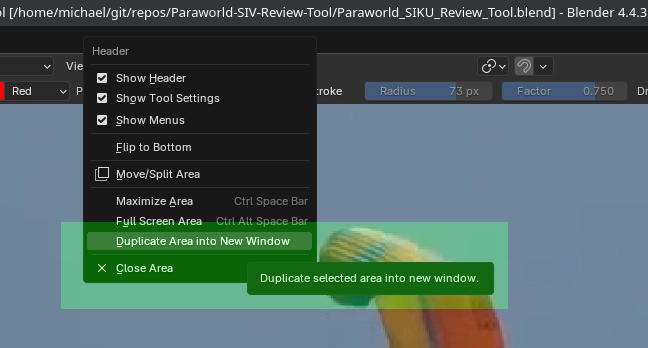 [/home/michael/git/repos/Paraworld-SIV-Review-Tool/Paraworld_SIKU_Review_Tool.blend] - Blender 4.4.3
Header
Vie
Show Header
Red
Show Tool Settings
Radius 73 px
Factor 0.750
Show Menus
Flip to Bottom
Move/Split Area
Maximize Area Ctrl Space Bar
Full Screen Area Ctrl Alt Space Bar
Duplicate Area into New Window
Close Area
Duplicate selected area into new window.